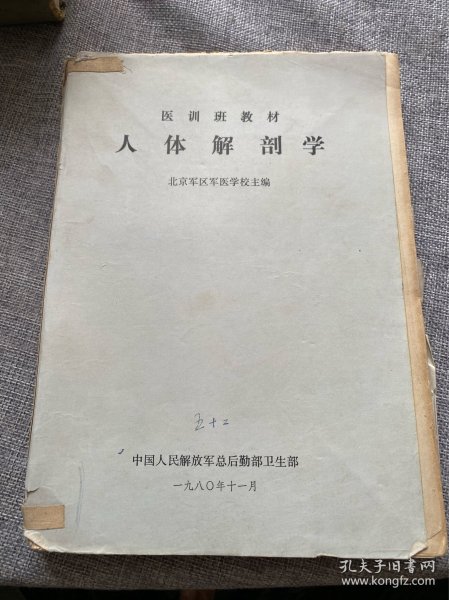 医训班教材
人体解剖学
北京军区军医学校主编
五十二
中国人民解放军总后勤部卫生部
一九八〇年十一月
孔夫子旧书网
www.kongfz.com